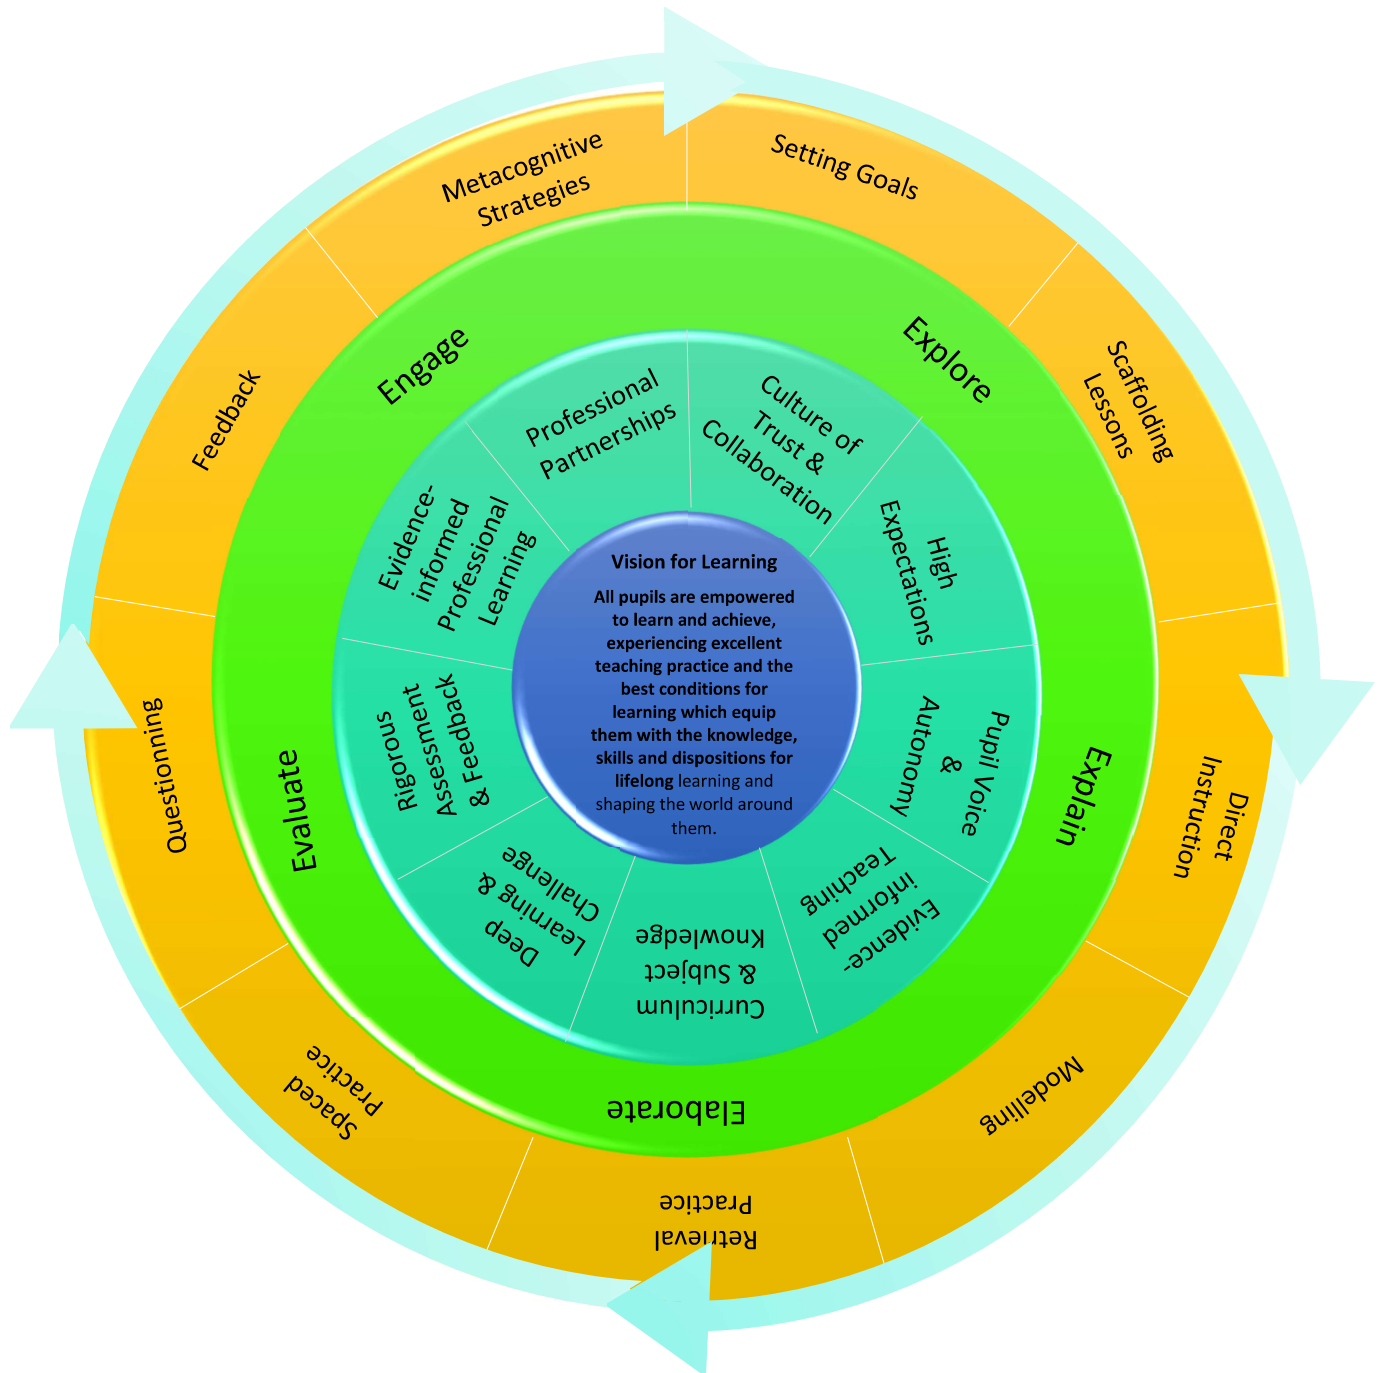 Vision for Learning
All pupils are empowered
to learn and achieve,
experiencing excellent
teaching practice and the
best conditions for
learning which equip
them with the knowledge,
skills and dispositions for
lifelong learning and
shaping the world around
them.
Culture of
Trust &
Collaboration
High
Expectations
Pupil Voice
&
Autonomy
Evidence-
informed
Teaching
Curriculum
& Subject
Knowledge
Deep
Learning &
Challenge
Rigorous
Assessment
& Feedback
Evidence-
informed
Professional
Learning
Professional
Partnerships
Engage
Explore
Explain
Elaborate
Evaluate
Setting Goals
Scaffolding
Lessons
Direct
Instruction
Modelling
Retrieval
Practice
Spaced
Practice
Questionning
Feedback
Metacognitive
Strategies